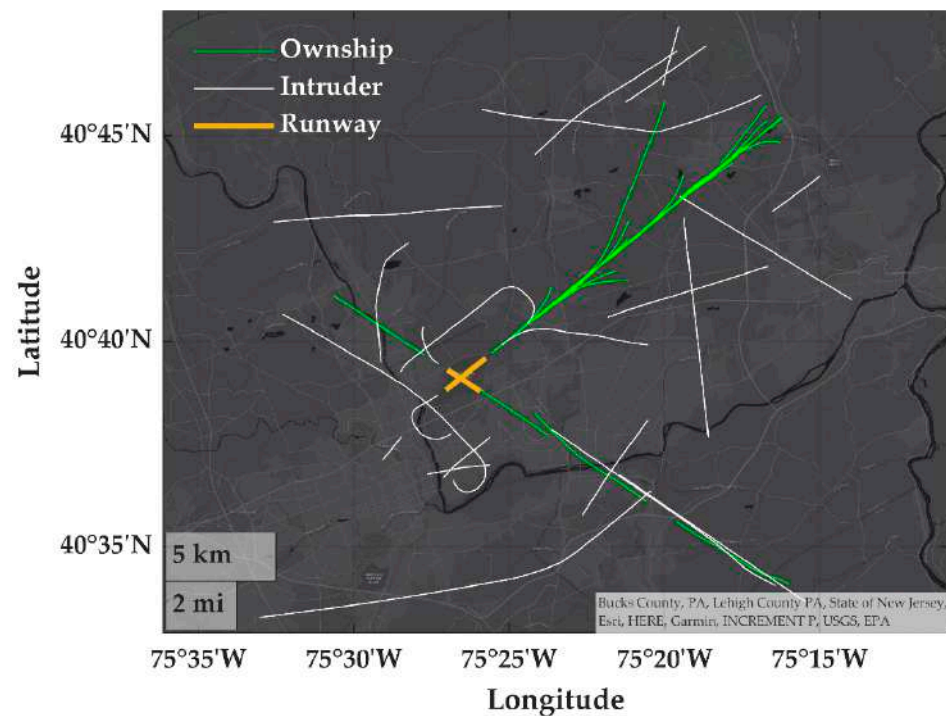 Ownship
Intruder
Runway
40°45'N
40°40'N
40°35'N
Latitude
5 km
2 mi
Bucks County, PA, Lehigh County PA, State of New Jersey,
Esri, HERE, Garmin, INCREMENT P, USGS, EPA
75°35'W 75°30'W 75°25'W 75°20'W 75°15'W
Longitude